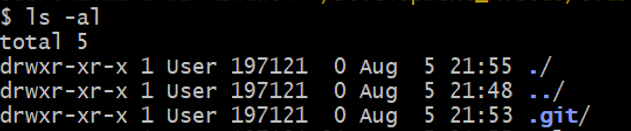 $ ls -al
total 5
drwxr-xr-x 1 User 197121  0 Aug  5 21:55 ./
drwxr-xr-x 1 User 197121  0 Aug  5 21:48 ../
drwxr-xr-x 1 User 197121  0 Aug  5 21:53 .git/